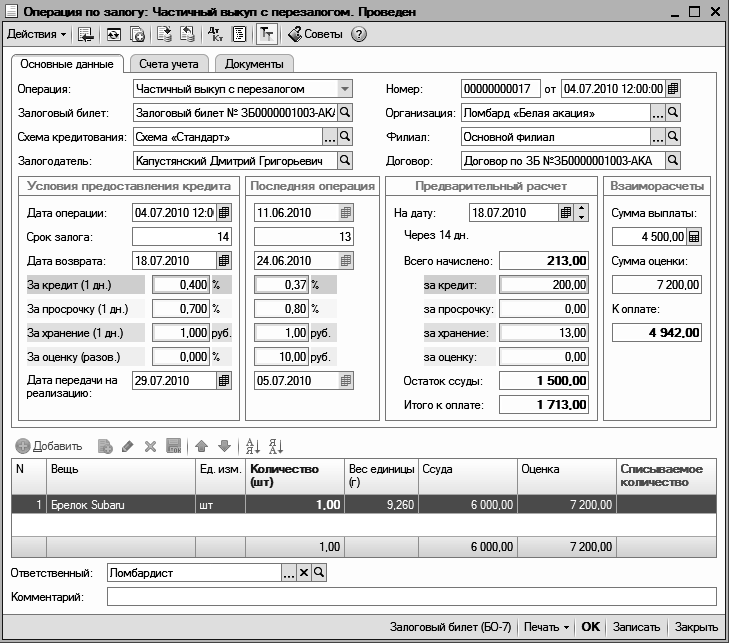 Операция по залогу: Частичный выкуп с перезалогом. Проведен
Действия Дт Кт Тт Советы ?
Основные данные Счета учета Документы
Операция: Частичный выкуп с перезалогом Номер: 00000000017 от 04.07.2010 12:00:00
Залоговый билет: Залоговый билет № ЗБ0000001003-АКА Организация: Ломбард «Белая акация» ...
Схема кредитования: Схема «Стандарт» ... Филиал: Основной филиал ...
Залогодатель: Капустянский Дмитрий Григорьевич Договор: Договор по ЗБ №ЗБ0000001003-АКА
Условия предоставления кредита Последняя операция Предварительный расчет Взаиморасчеты
Дата операции: 04.07.2010 12:0 11.06.2010 На дату: 18.07.2010 Сумма выплаты:
Срок залога: 14 13 Через 14 дн. 4 500,00
Дата возврата: 18.07.2010 24.06.2010 Всего начислено: 213,00 Сумма оценки:
За кредит (1 дн.) 0,400 % 0,37 % за кредит: 200,00 7 200,00
За просрочку (1 дн.) 0,700 % 0,80 % за просрочку: 0,00 К оплате:
За хранение (1 дн.) 1,000 руб. 1,00 руб. за хранение: 13,00 4 942,00
За оценку (разов.) 0,000 % 10,00 руб. за оценку: 0,00
Дата передачи на реализацию: 29.07.2010 05.07.2010 Остаток ссуды: 1 500,00
Итого к оплате: 1 713,00
Добавить
N Вещь Ед. изм. Количество (шт) Вес единицы (г) Ссуда Оценка Списываемое количество
1 Брелок Subaru шт 1,00 9,260 6 000,00 7 200,00
1,00 6 000,00 7 200,00
Ответственный: Ломбардист ...
Комментарий:
Залоговый билет (БО-7) Печать OK Записать Закрыть